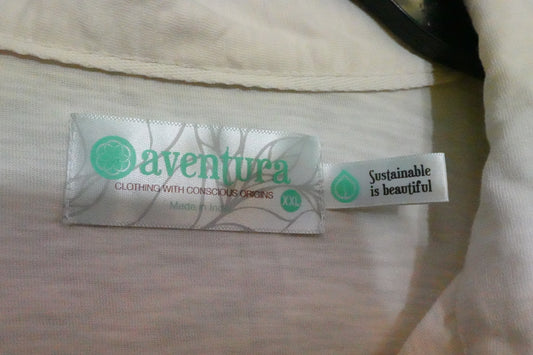 aventura
CLOTHING WITH CONSCIOUS ORIGINS
Made in India
XXL
Sustainable
is beautiful